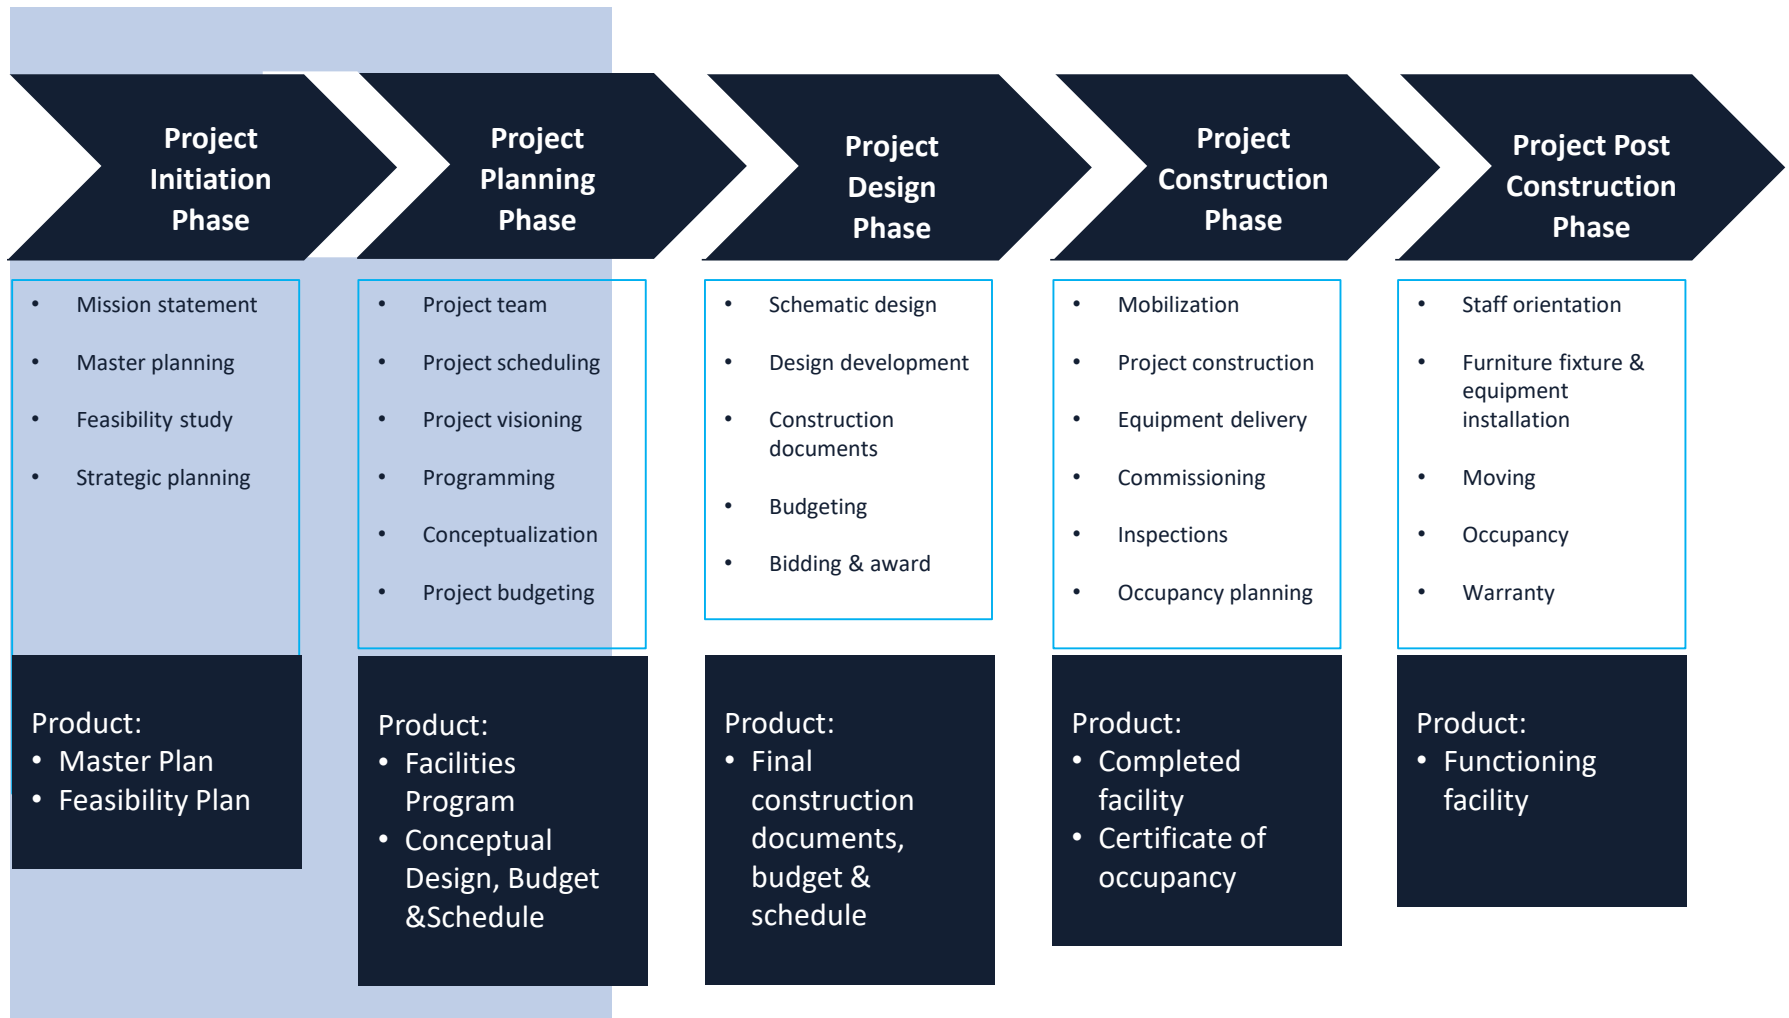 Project
Initiation
Phase
Project
Planning
Phase
Project
Design
Phase
Project
Construction
Phase
Project Post
Construction
Phase
• Mission statement
• Master planning
• Feasibility study
• Strategic planning
• Project team
• Project scheduling
• Project visioning
• Programming
• Conceptualization
• Project budgeting
• Schematic design
• Design development
• Construction
documents
• Budgeting
• Bidding & award
• Mobilization
• Project construction
• Equipment delivery
• Commissioning
• Inspections
• Occupancy planning
• Staff orientation
• Furniture fixture &
equipment
installation
• Moving
• Occupancy
• Warranty
Product:
• Master Plan
• Feasibility Plan
Product:
• Facilities
Program
• Conceptual
Design, Budget
&Schedule
Product:
• Final
construction
documents,
budget &
schedule
Product:
• Completed
facility
• Certificate of
occupancy
Product:
• Functioning
facility